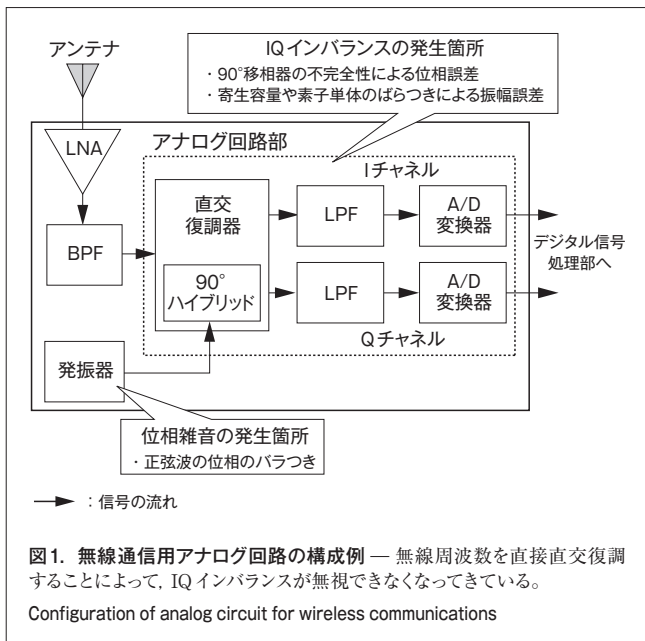 アンテナ
IQインバランスの発生箇所
・90°移相器の不完全性による位相誤差
・寄生容量や素子単体のばらつきによる振幅誤差
アナログ回路部
LNA
Iチャネル
直交
復調器
LPF
A/D
変換器
BPF
デジタル信号
処理部へ
90°
ハイブリッド
LPF
A/D
変換器
Qチャネル
発振器
位相雑音の発生箇所
・正弦波の位相のバラつき
：信号の流れ
図1. 無線通信用アナログ回路の構成例 — 無線周波数を直接直交復調
することによって，IQインバランスが無視できなくなってきている。
Configuration of analog circuit for wireless communications